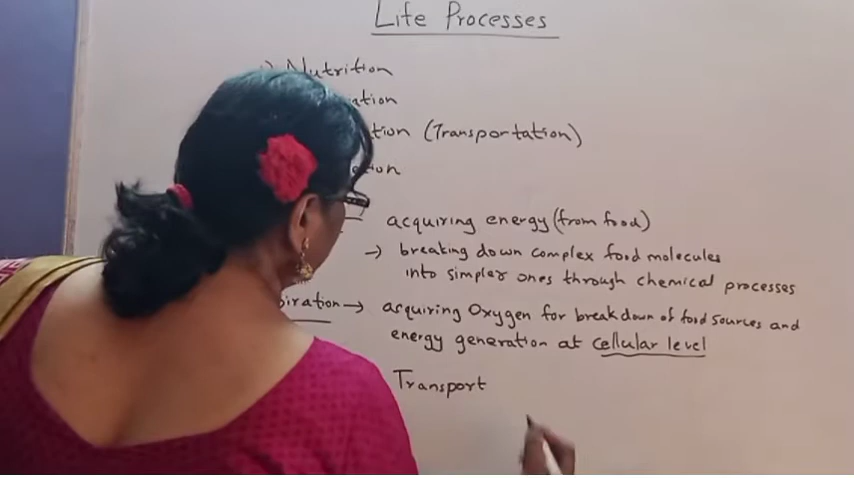 Life Processes
Nutrition
ation
tion (Transportation)
acquiring energy (from food)
→ breaking down complex food molecules
into simpler ones through chemical processes
piration → acquiring Oxygen for breakdown of food sources and
energy generation at cellular level
Transport